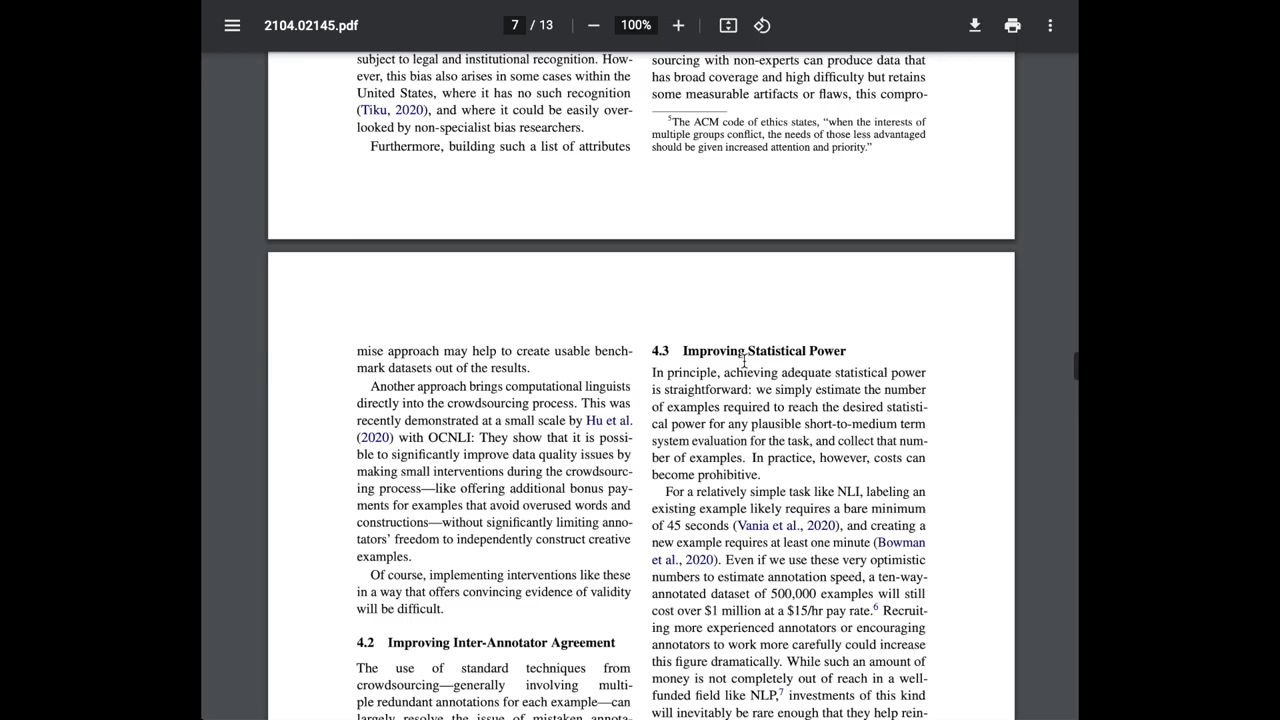 2104.02145.pdf
7 / 13
100%
subject to legal and institutional recognition. How-
ever, this bias also arises in some cases within the
United States, where it has no such recognition
(Tiku, 2020), and where it could be easily over-
looked by non-specialist bias researchers.
Furthermore, building such a list of attributes
sourcing with non-experts can produce data that
has broad coverage and high difficulty but retains
some measurable artifacts or flaws, this compro-
5The ACM code of ethics states, “when the interests of
multiple groups conflict, the needs of those less advantaged
should be given increased attention and priority.”
mise approach may help to create usable bench-
mark datasets out of the results.
Another approach brings computational linguists
directly into the crowdsourcing process. This was
recently demonstrated at a small scale by Hu et al.
(2020) with OCNLI: They show that it is possi-
ble to significantly improve data quality issues by
making small interventions during the crowdsourc-
ing process—like offering additional bonus pay-
ments for examples that avoid overused words and
constructions—without significantly limiting anno-
tators’ freedom to independently construct creative
examples.
Of course, implementing interventions like these
in a way that offers convincing evidence of validity
will be difficult.
4.2 Improving Inter-Annotator Agreement
The use of standard techniques from
crowdsourcing—generally involving multi-
ple redundant annotations for each example—can
largely resolve the issue of mistaken annota-
4.3 Improving Statistical Power
In principle, achieving adequate statistical power
is straightforward: we simply estimate the number
of examples required to reach the desired statisti-
cal power for any plausible short-to-medium term
system evaluation for the task, and collect that num-
ber of examples. In practice, however, costs can
become prohibitive.
For a relatively simple task like NLI, labeling an
existing example likely requires a bare minimum
of 45 seconds (Vania et al., 2020), and creating a
new example requires at least one minute (Bowman
et al., 2020). Even if we use these very optimistic
numbers to estimate annotation speed, a ten-way-
annotated dataset of 500,000 examples will still
cost over $1 million at a $15/hr pay rate.6 Recruit-
ing more experienced annotators or encouraging
annotators to work more carefully could increase
this figure dramatically. While such an amount of
money is not completely out of reach in a well-
funded field like NLP,7 investments of this kind
will inevitably be rare enough that they help rein-